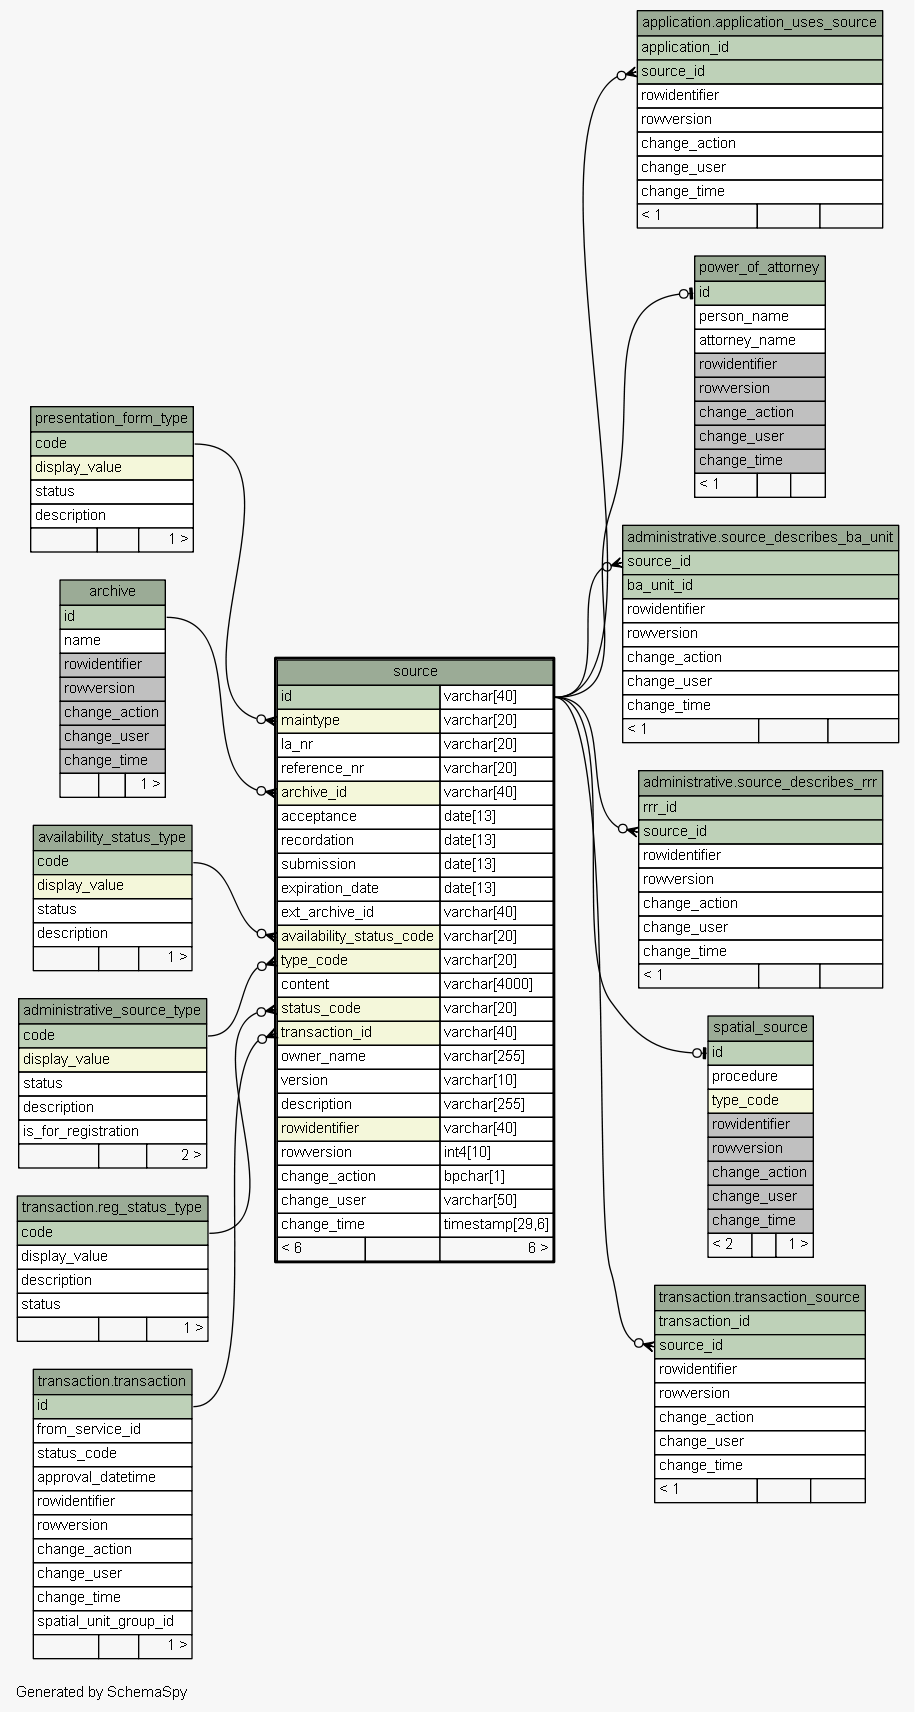 application.application_uses_source
application_id
source_id
rowidentifier
rowversion
change_action
change_user
change_time
< 1
power_of_attorney
id
person_name
attorney_name
rowidentifier
rowversion
change_action
change_user
change_time
< 1
presentation_form_type
code
display_value
status
description
1 >
administrative.source_describes_ba_unit
source_id
ba_unit_id
rowidentifier
rowversion
change_action
change_user
change_time
< 1
archive
id
name
rowidentifier
rowversion
change_action
change_user
change_time
1 >
source
id varchar[40]
maintype varchar[20]
la_nr varchar[20]
reference_nr varchar[20]
archive_id varchar[40]
acceptance date[13]
recordation date[13]
submission date[13]
expiration_date date[13]
ext_archive_id varchar[40]
availability_status_code varchar[20]
type_code varchar[20]
content varchar[4000]
status_code varchar[20]
transaction_id varchar[40]
owner_name varchar[255]
version varchar[10]
description varchar[255]
rowidentifier varchar[40]
rowversion int4[10]
change_action bpchar[1]
change_user varchar[50]
change_time timestamp[29,6]
< 6 6 >
administrative.source_describes_rrr
rrr_id
source_id
rowidentifier
rowversion
change_action
change_user
change_time
< 1
availability_status_type
code
display_value
status
description
1 >
administrative_source_type
code
display_value
status
description
is_for_registration
2 >
spatial_source
id
procedure
type_code
rowidentifier
rowversion
change_action
change_user
change_time
< 2 1 >
transaction.reg_status_type
code
display_value
description
status
1 >
transaction.transaction_source
transaction_id
source_id
rowidentifier
rowversion
change_action
change_user
change_time
< 1
transaction.transaction
id
from_service_id
status_code
approval_datetime
rowidentifier
rowversion
change_action
change_user
change_time
spatial_unit_group_id
1 >
Generated by SchemaSpy